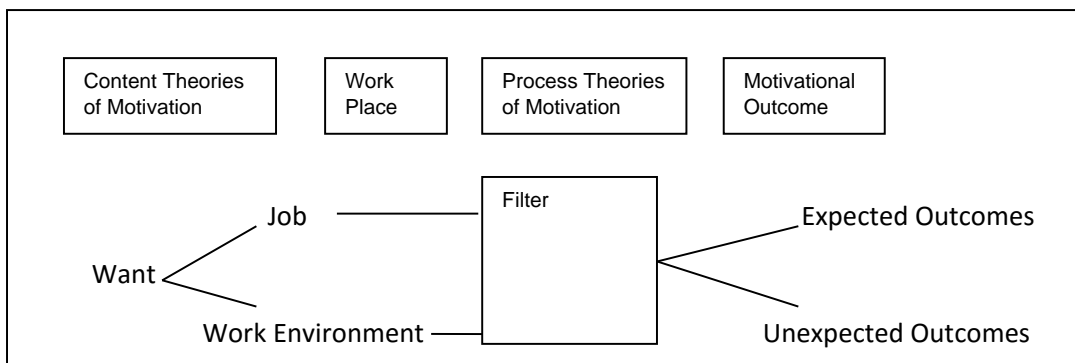 Content Theories
of Motivation
Work
Place
Process Theories
of Motivation
Motivational
Outcome
Filter
Job
Expected Outcomes
Want
Work Environment
Unexpected Outcomes